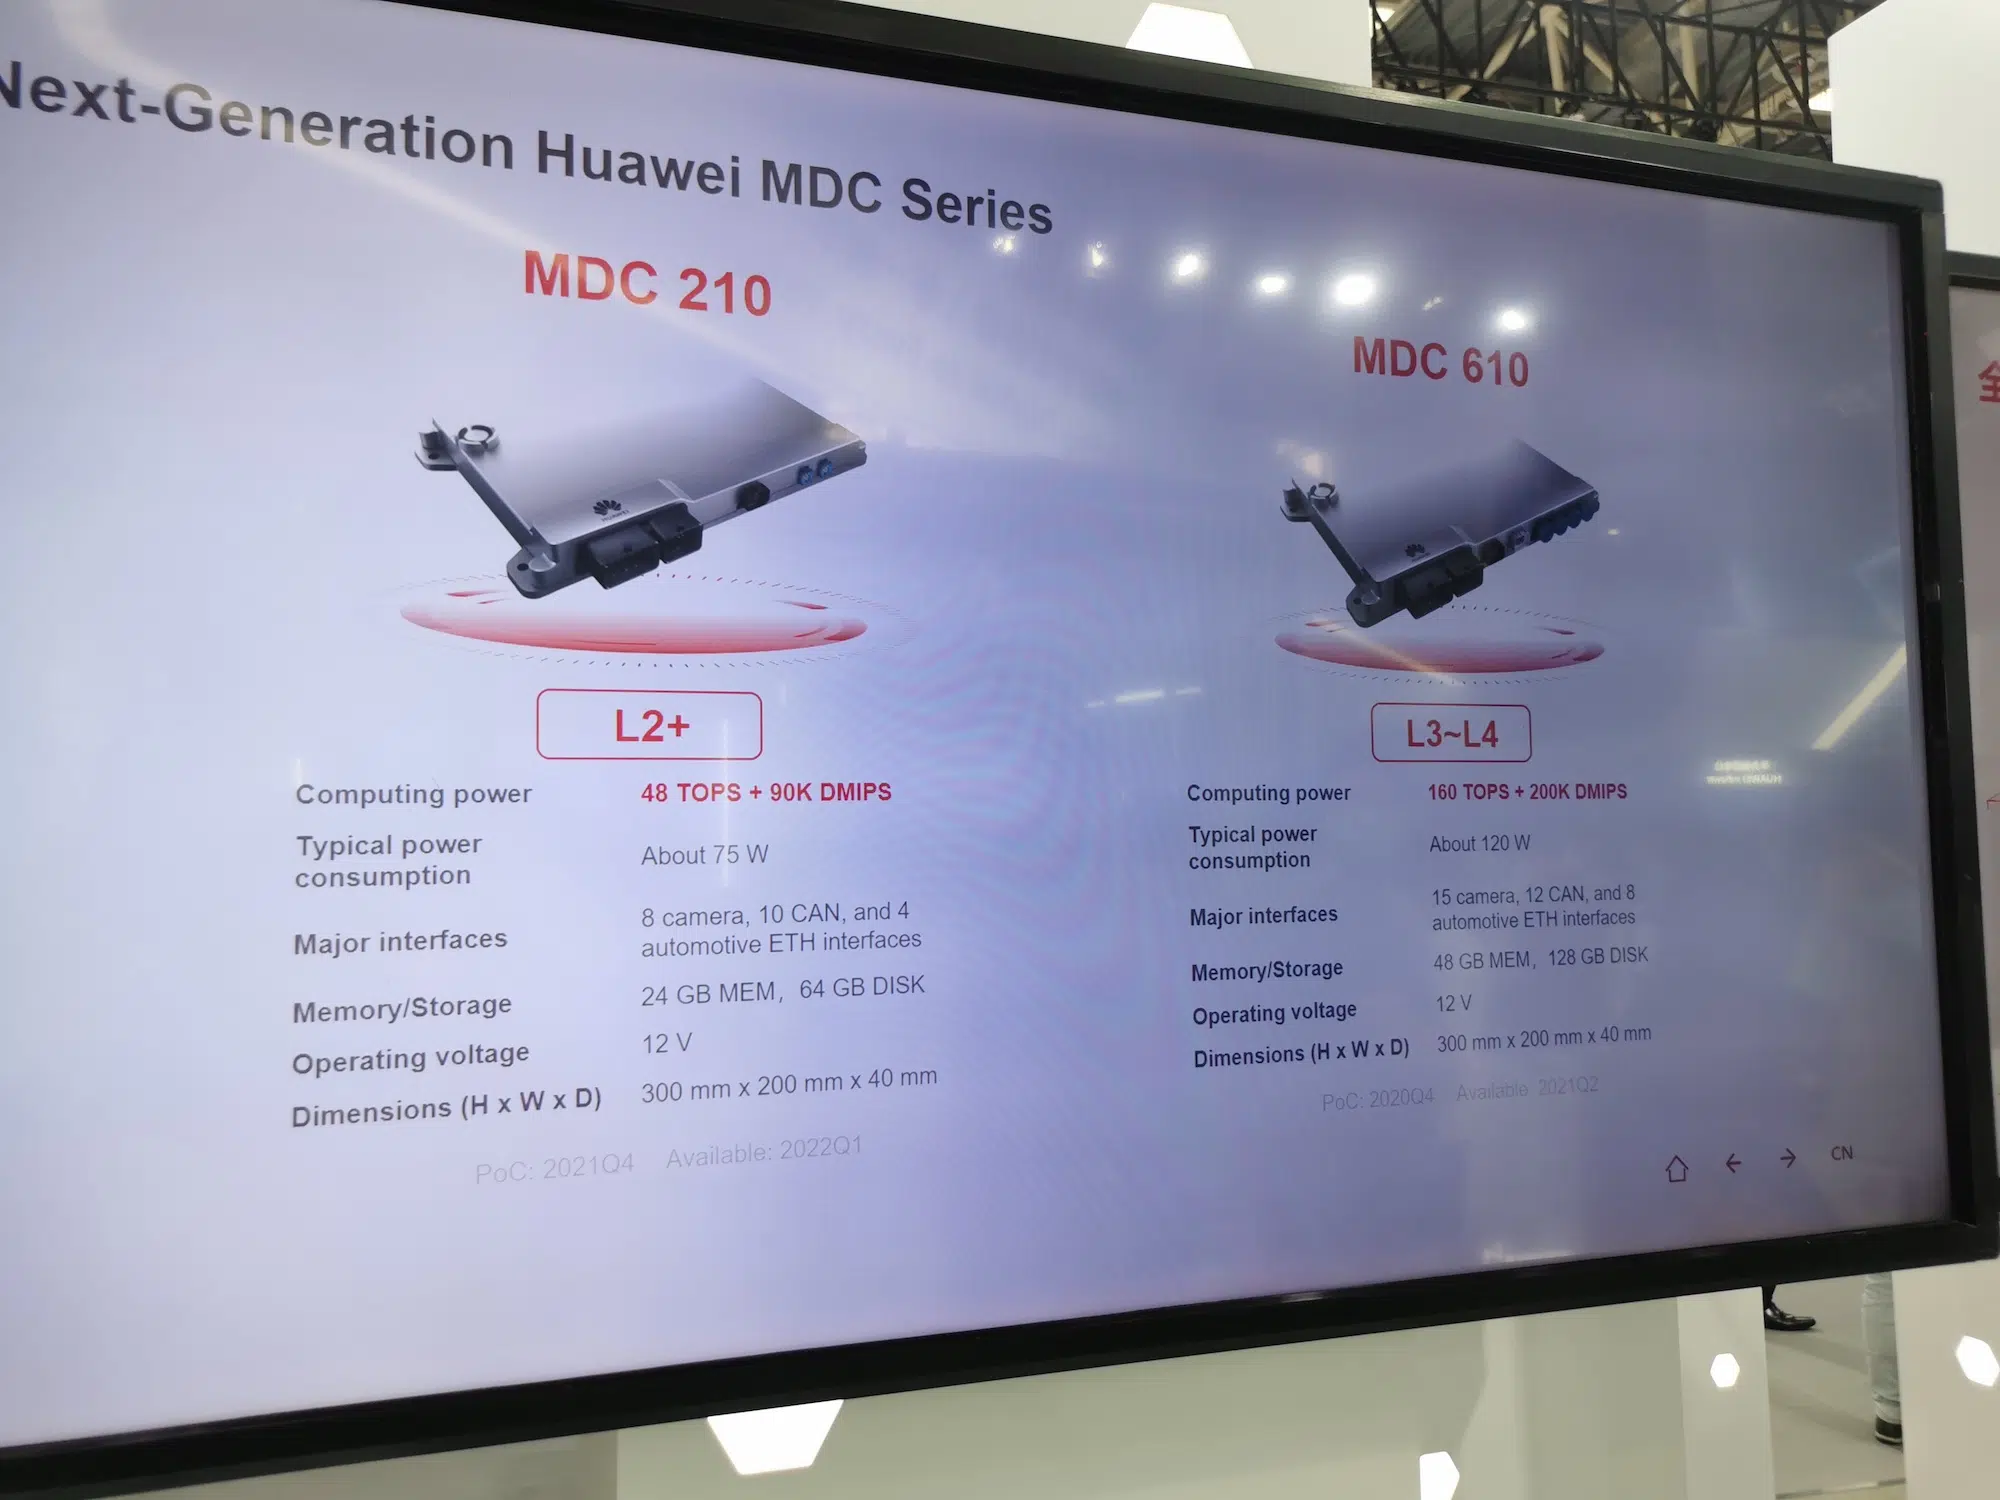 Next-Generation Huawei MDC Series
MDC 210
HUAWEI
L2+
Computing power 48 TOPS + 90K DMIPS
Typical power
consumption
About 75 W
Major interfaces
8 camera, 10 CAN, and 4
automotive ETH interfaces
Memory/Storage 24 GB MEM, 64 GB DISK
Operating voltage 12 V
Dimensions (H x W x D) 300 mm x 200 mm x 40 mm
PoC: 2021Q4 Available: 2022Q1
MDC 610
L3~L4
Computing power 160 TOPS + 200K DMIPS
Typical power
consumption
About 120 W
Major interfaces
15 camera, 12 CAN, and 8
automotive ETH interfaces
Memory/Storage 48 GB MEM, 128 GB DISK
Operating voltage 12 V
Dimensions (H x W x D) 300 mm x 200 mm x 40 mm
PoC: 2020Q4 Available: 2021Q2
CN
全